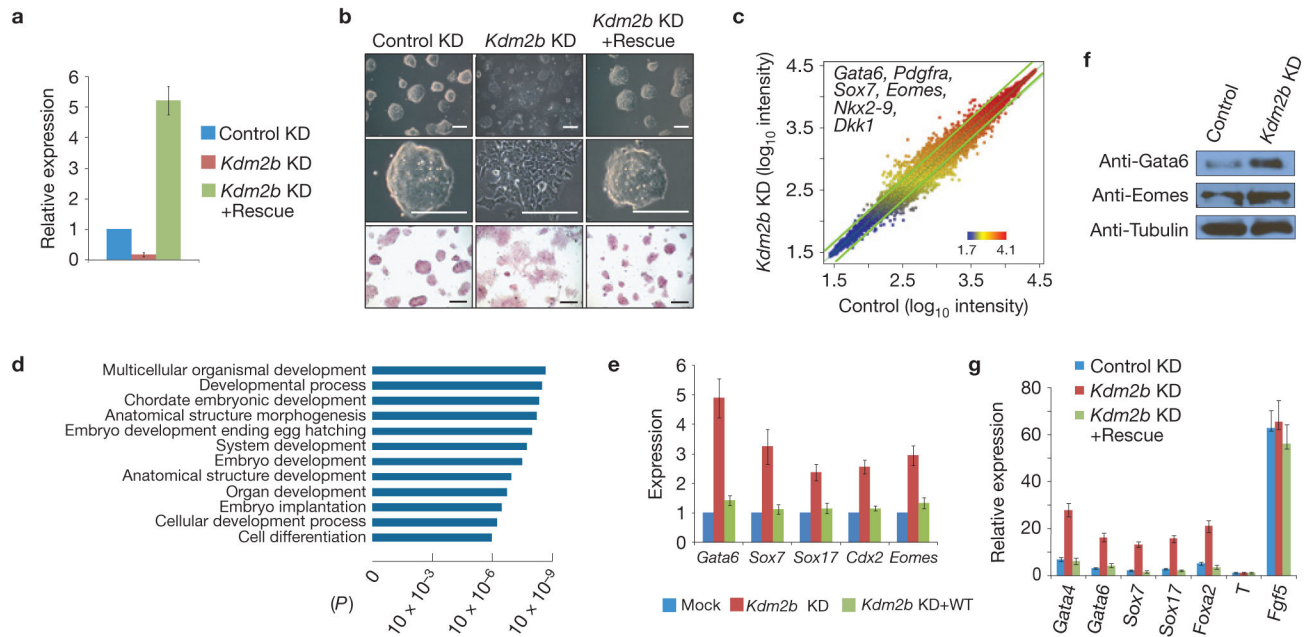 a
Relative expression
6
5
4
3
2
1
0
Control KD
Kdm2b KD
Kdm2b KD
+Rescue
b
Control KD
Kdm2b KD
Kdm2b KD
+Rescue
c
Kdm2b KD (log10 intensity)
4.5
3.5
2.5
1.5
Gata6, Pdgfra,
Sox7, Eomes,
Nkx2-9,
Dkk1
1.7 4.1
1.5 2.5 3.5 4.5
Control (log10 intensity)
f
Control
Kdm2b KD
Anti-Gata6
Anti-Eomes
Anti-Tubulin
d
Multicellular organismal development
Developmental process
Chordate embryonic development
Anatomical structure morphogenesis
Embryo development ending egg hatching
System development
Embryo development
Anatomical structure development
Organ development
Embryo implantation
Cellular development process
Cell differentiation
(P)
0
10 × 10−3
10 × 10−6
10 × 10−9
e
Expression
6
5
4
3
2
1
0
Gata6 Sox7 Sox17 Cdx2 Eomes
Mock Kdm2b KD Kdm2b KD+WT
g
Control KD
Kdm2b KD
Kdm2b KD
+Rescue
Relative expression
80
60
40
20
0
Gata4
Gata6
Sox7
Sox17
Foxa2
T
Fgf5